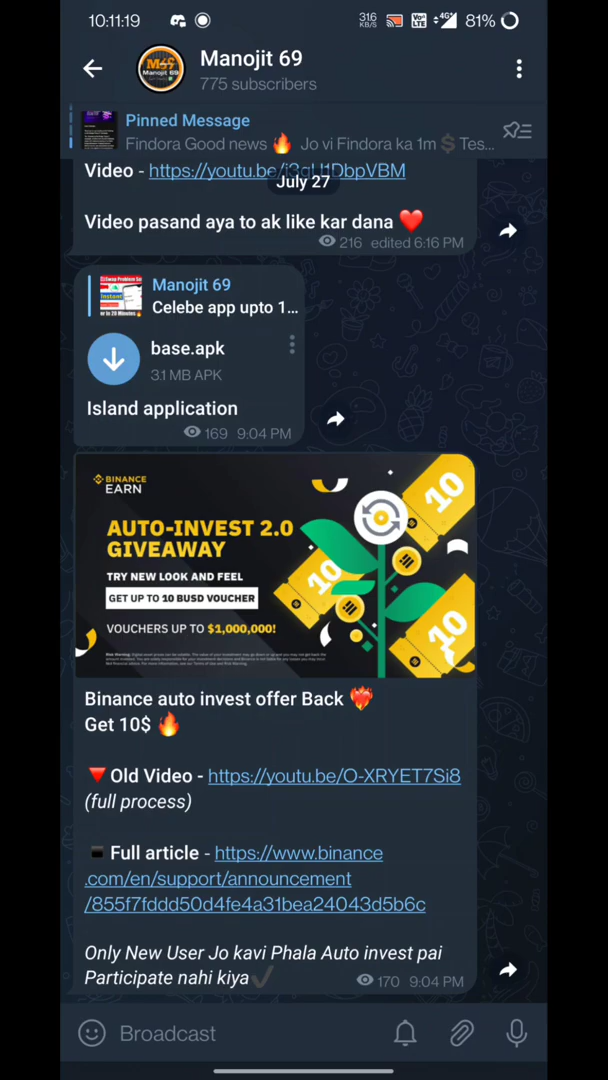 10:11:19
316
KB/S
Vo)
LTE
4G
81%
Manojit 69
775 subscribers
Pinned Message
Findora Good news 🔥 Jo vi Findora ka 1m 💲Tes...
July 27
Video pasand aya to ak like kar dana ❤️
216 edited 6:16 PM
Manojit 69
Celebe app upto 1...
base.apk
3.1 MB APK
Island application
169 9:04 PM
BINANCE
EARN
AUTO-INVEST 2.0
GIVEAWAY
TRY NEW LOOK AND FEEL
GET UP TO 10 BUSD VOUCHER
VOUCHERS UP TO $1,000,000!
10
10
10
Binance auto invest offer Back ❤️‍🔥
Get 10$ 🔥
🔻Old Video - https://youtu.be/O-XRYET7Si8
(full process)
▪️Full article - https://www.binance
.com/en/support/announcement
/855f7fddd50d4fe4a31bea24043d5b6c
Only New User Jo kavi Phala Auto invest pai
Participate nahi kiya✔️
170 9:04 PM
Broadcast